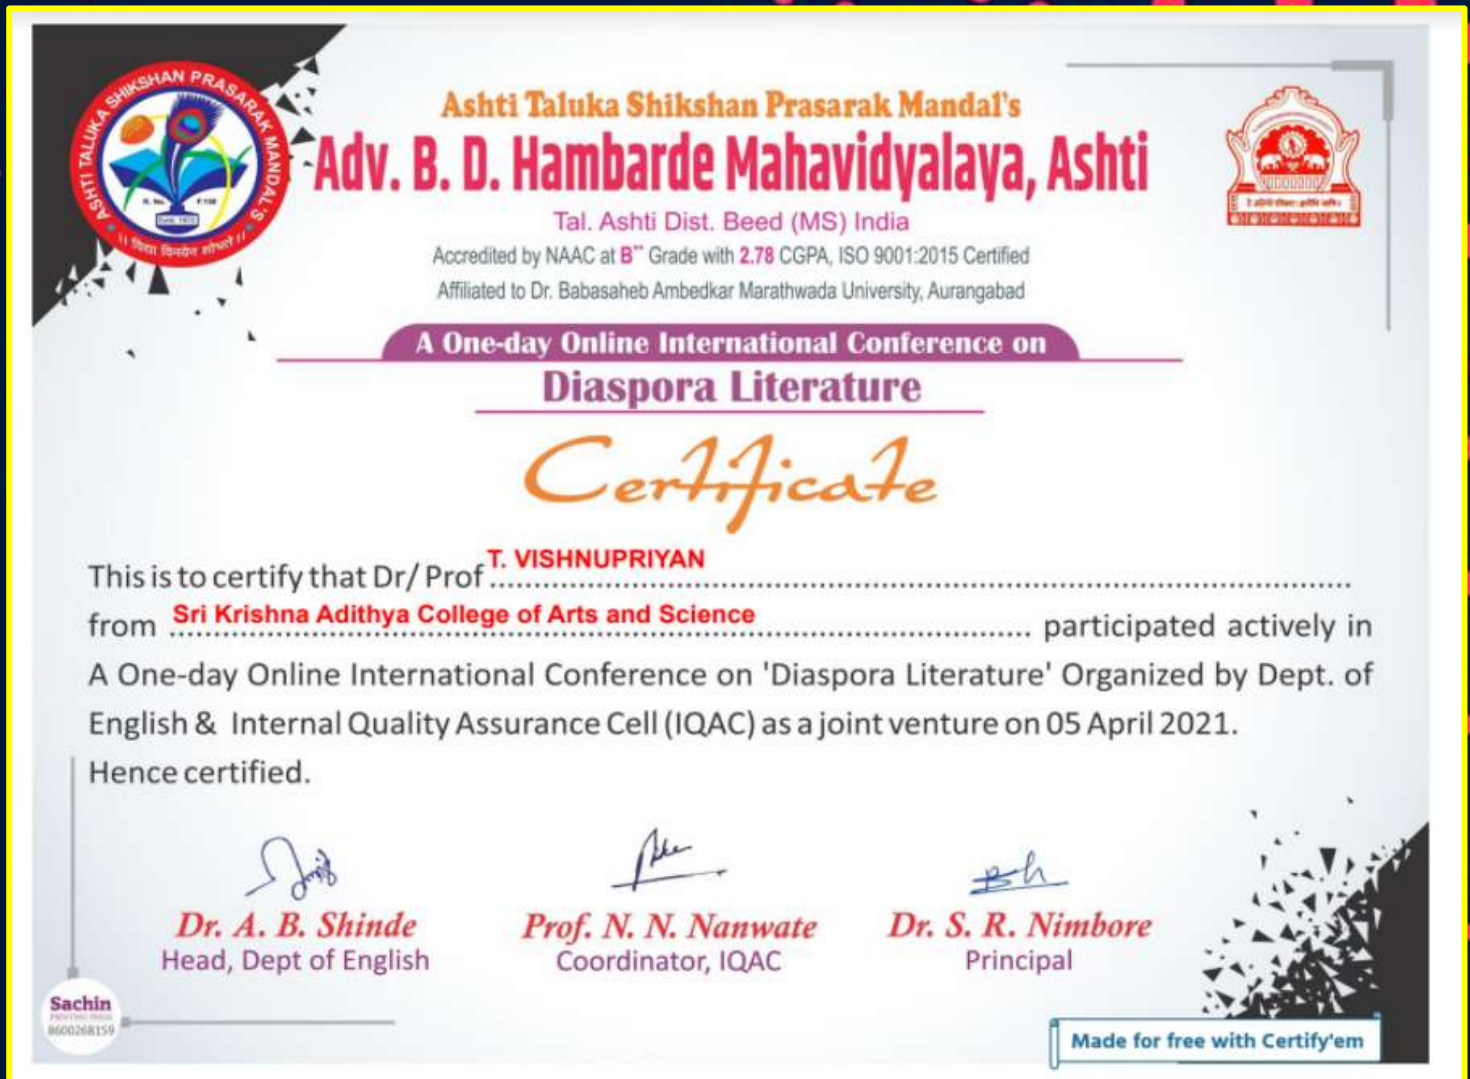 ASHTI TALUKA SHIKSHAN PRASARAK MANDAL'S
Ashti Taluka Shikshan Prasarak Mandal's
Adv. B. D. Hambarde Mahavidyalaya, Ashti
Tal. Ashti Dist. Beed (MS) India
Accredited by NAAC at B++ Grade with 2.78 CGPA, ISO 9001:2015 Certified
Affiliated to Dr. Babasaheb Ambedkar Marathwada University, Aurangabad
A One-day Online International Conference on
Diaspora Literature
Certificate
This is to certify that Dr/ Prof T. VISHNUPRIYAN
from Sri Krishna Adithya College of Arts and Science participated actively in
A One-day Online International Conference on 'Diaspora Literature' Organized by Dept. of
English & Internal Quality Assurance Cell (IQAC) as a joint venture on 05 April 2021.
Hence certified.
Dr. A. B. Shinde
Head, Dept of English
Prof. N. N. Nanwate
Coordinator, IQAC
Dr. S. R. Nimbore
Principal
Sachin
8600268159
Made for free with Certify'em